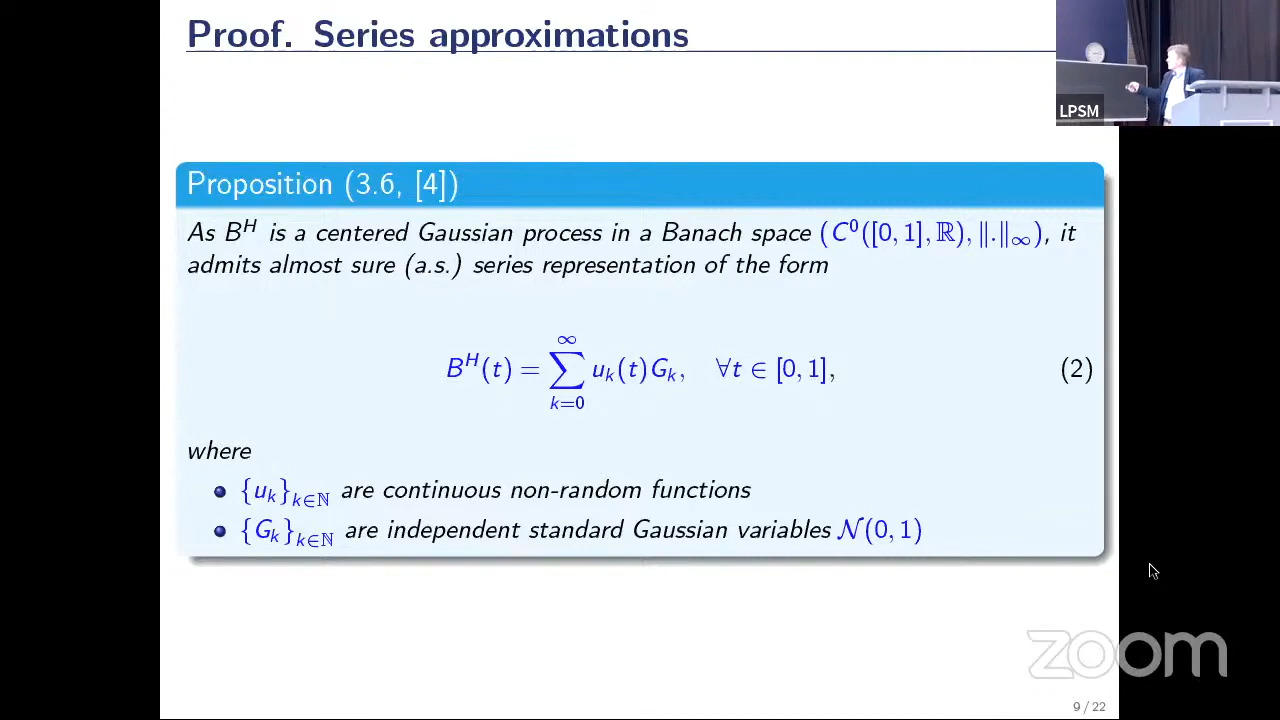 Proof. Series approximations
LPSM
Proposition (3.6, [4])
As B^H is a centered Gaussian process in a Banach space (C^0([0, 1], ℝ), ‖.‖_∞), it
admits almost sure (a.s.) series representation of the form
B^H(t) = ∑_{k=0}^{∞} u_k(t)G_k, ∀t ∈ [0, 1], (2)
where
{u_k}_{k∈ℕ} are continuous non-random functions
{G_k}_{k∈ℕ} are independent standard Gaussian variables 𝒩(0, 1)
zoom
9 / 22